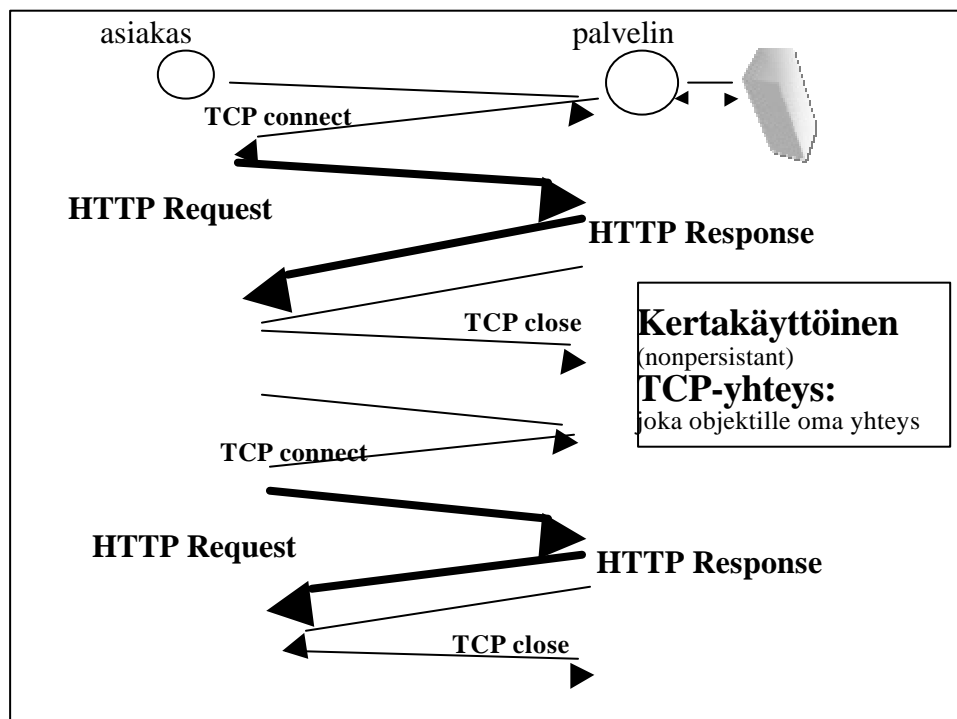 asiakas
palvelin
TCP connect
HTTP Request
HTTP Response
TCP close
Kertakäyttöinen
(nonpersistant)
TCP-yhteys:
joka objektille oma yhteys
TCP connect
HTTP Request
HTTP Response
TCP close